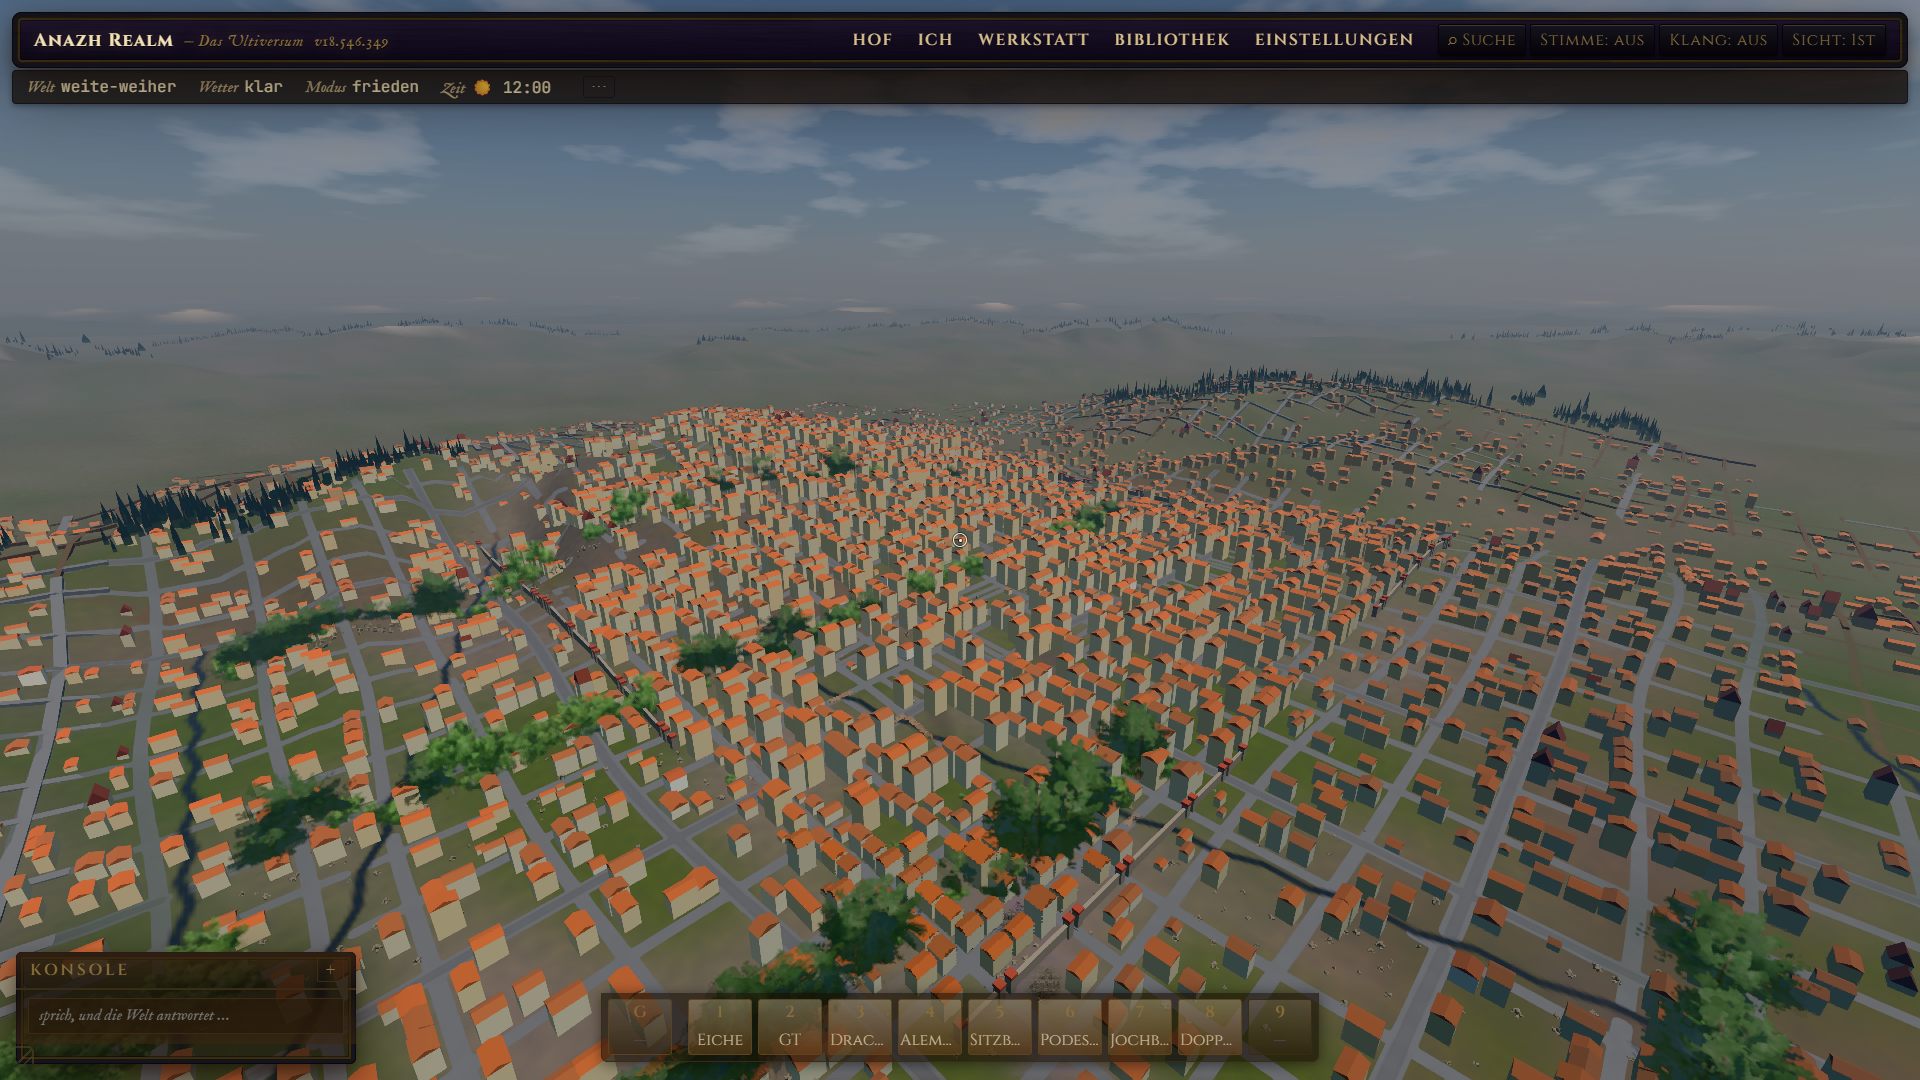 Anazh Realm – Das Ultiversum v18.546.349
HOF ICH WERKSTATT BIBLIOTHEK EINSTELLUNGEN ⌕ SUCHE STIMME: AUS KLANG: AUS SICHT: IST
Welt weite-weiher Wetter klar Modus frieden Zeit 12:00 ...
KONSOLE +
sprich, und die Welt antwortet ...
G 1 2 3 4 5 6 7 8 9
— EICHE GT DRAC... ALEM... SITZB... PODES... JOCHB... DOPP... —